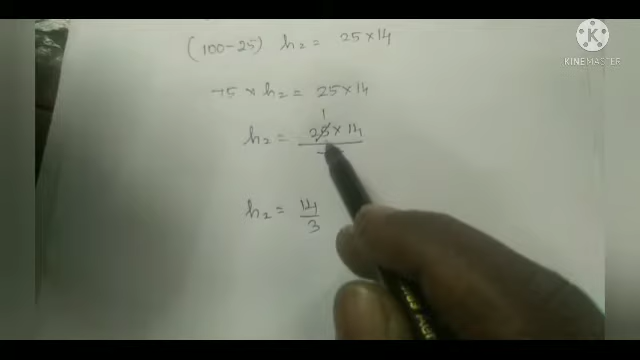 (100-25) h₂ = 25×14
75 × h₂ = 25×14
1
h₂ = 25×14
h₂ = 14
3
K
KINEMASTER